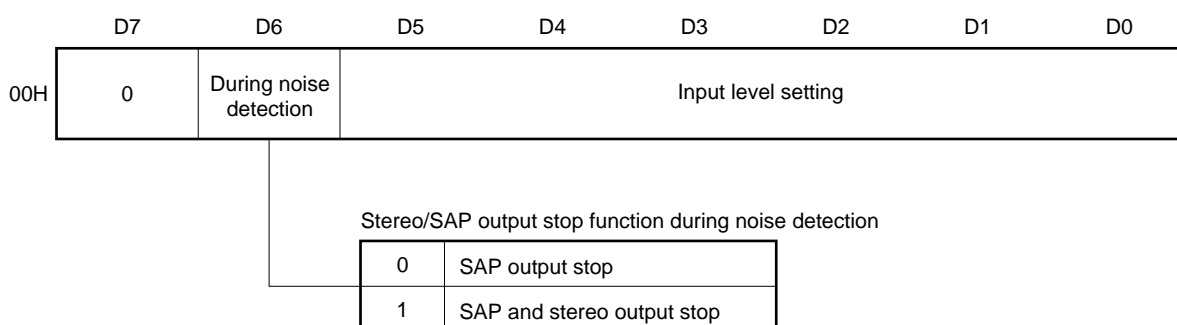 D7 D6 D5 D4 D3 D2 D1 D0
00H 0 During noise detection Input level setting
Stereo/SAP output stop function during noise detection
0 SAP output stop
1 SAP and stereo output stop